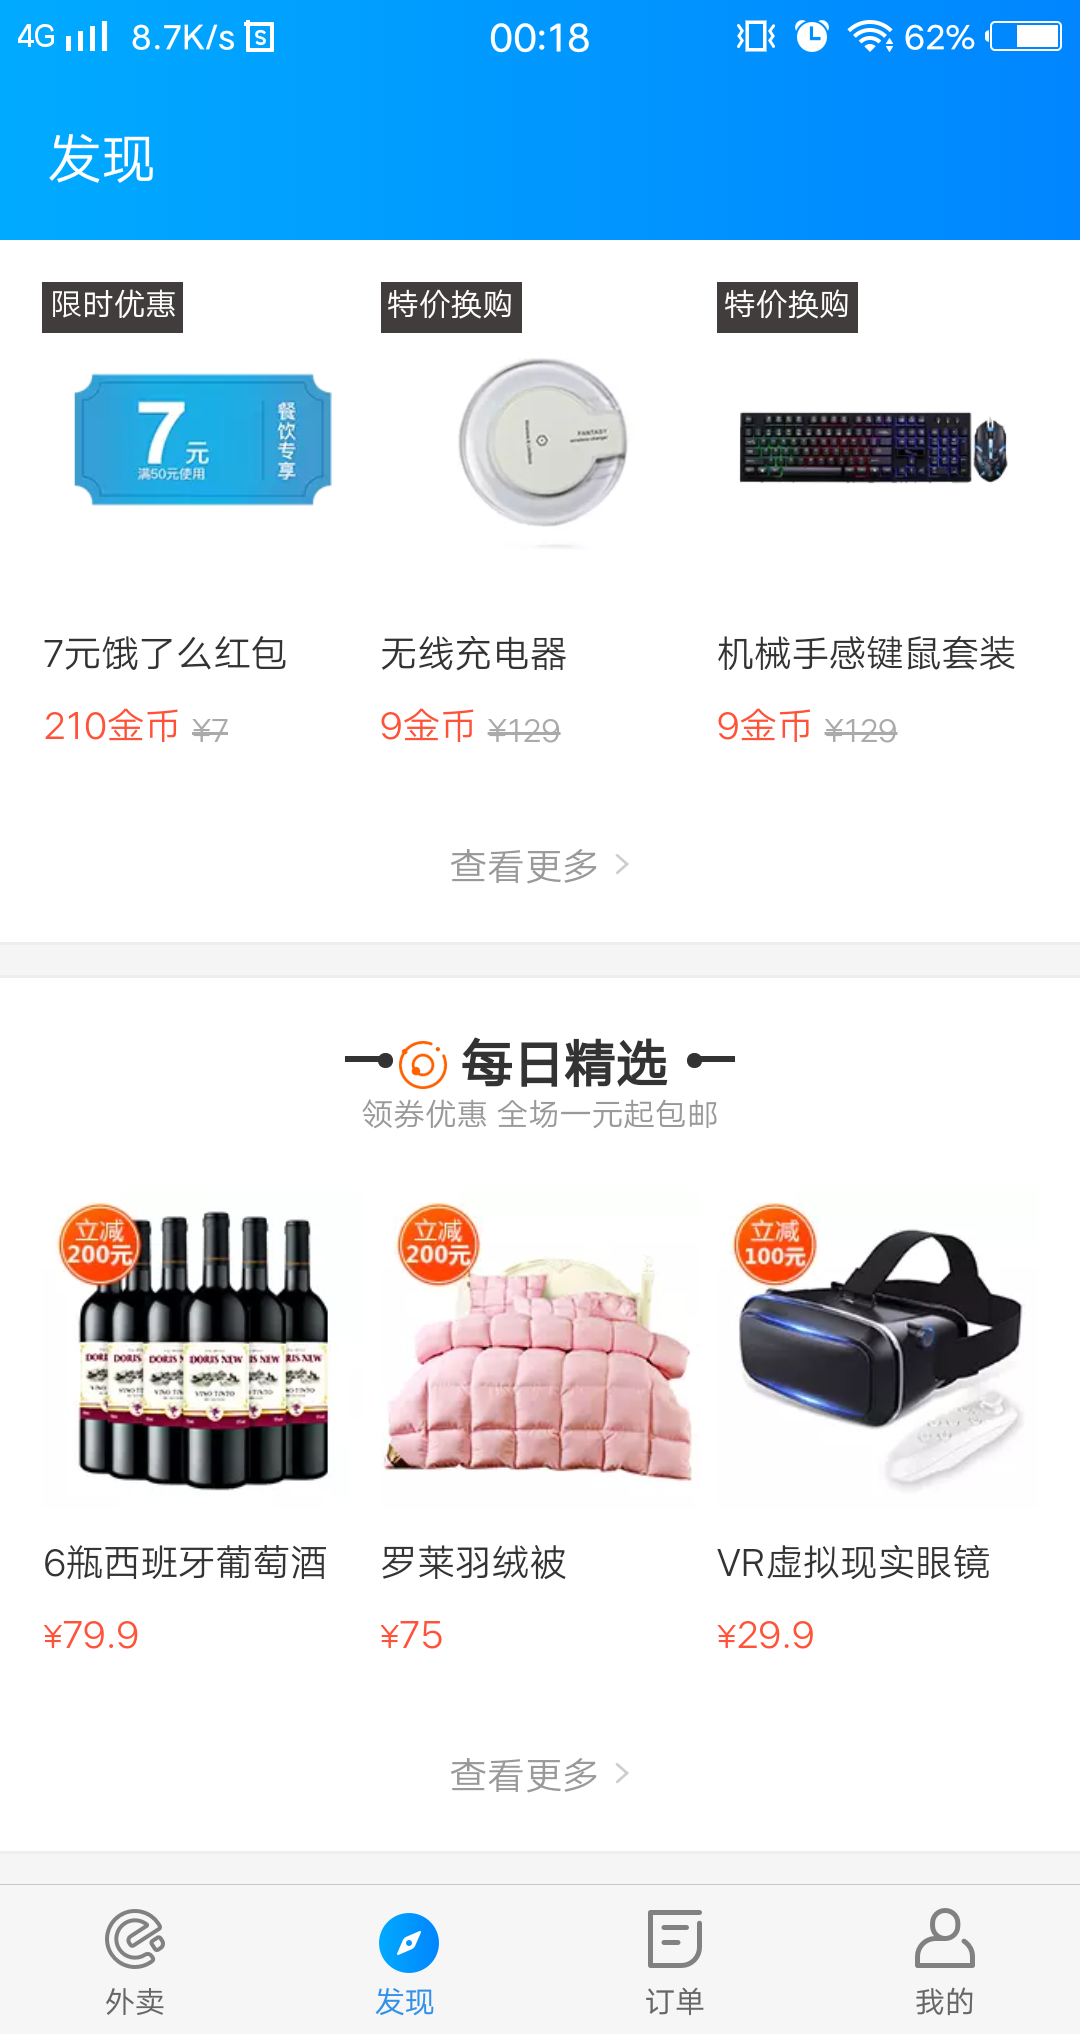 4G 8.7K/s 00:18 62%
发现
限时优惠 特价换购 特价换购
7元
满50元使用
餐饮专享
FANTASY
wireless charger
7元饿了么红包 无线充电器 机械手感键鼠套装
210金币 ¥7 9金币 ¥129 9金币 ¥129
查看更多
每日精选
领券优惠 全场一元起包邮
立减 立减 立减
200元 200元 100元
DORIS NEW
VINO TINTO
6瓶西班牙葡萄酒 罗莱羽绒被 VR虚拟现实眼镜
¥79.9 ¥75 ¥29.9
查看更多
外卖 发现 订单 我的